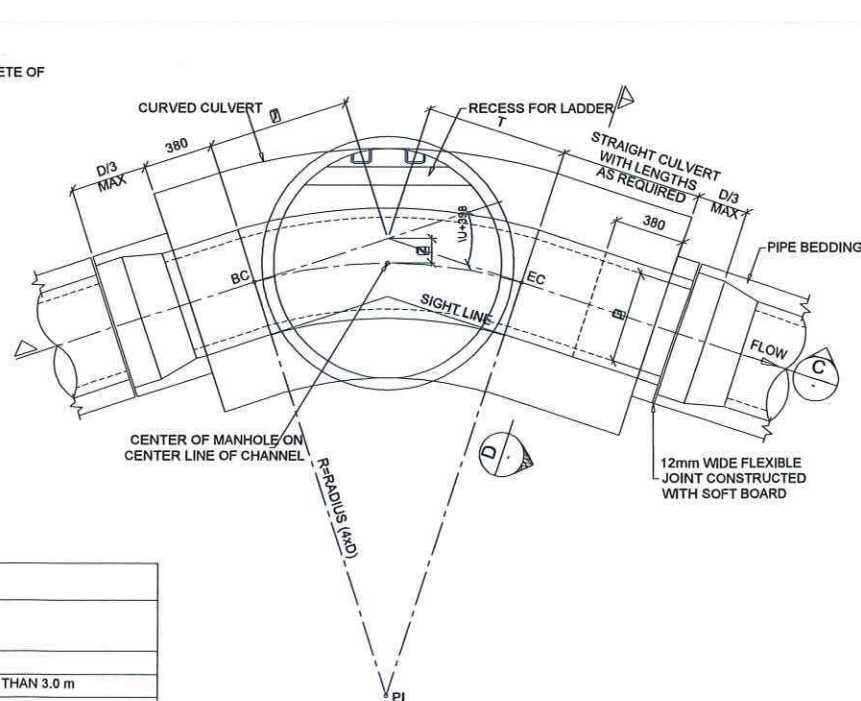 ETE OF
CURVED CULVERT
RECESS FOR LADDER
T
D/3
MAX
380
STRAIGHT CULVERT
WITH LENGTHS
AS REQUIRED
D/3
MAX
380
\U+398
PIPE BEDDING
BC
EC
SIGHT LINE
FLOW
C
CENTER OF MANHOLE ON
CENTER LINE OF CHANNEL
D
12mm WIDE FLEXIBLE
JOINT CONSTRUCTED
WITH SOFT BOARD
R=RADIUS (4xD)
THAN 3.0 m
PI